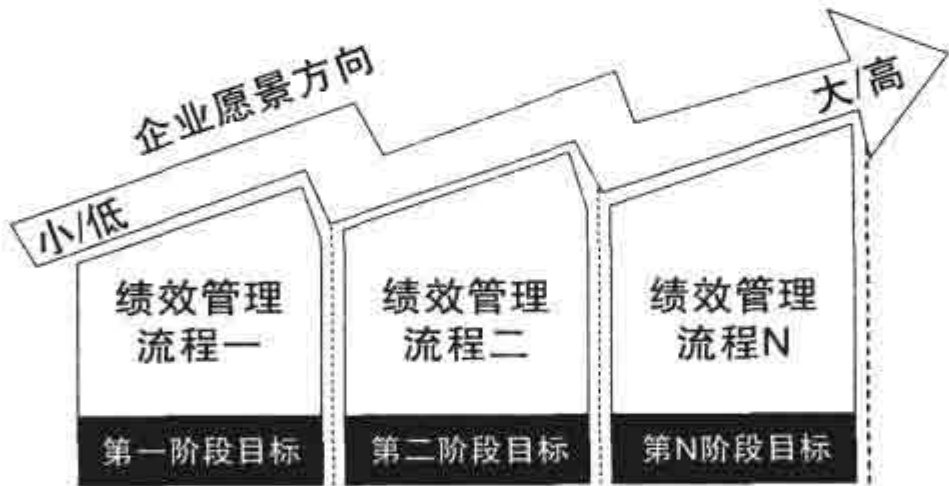 企业愿景方向
大/高
小/低
绩效管理
流程一
绩效管理
流程二
绩效管理
流程N
第一阶段目标
第二阶段目标
第N阶段目标